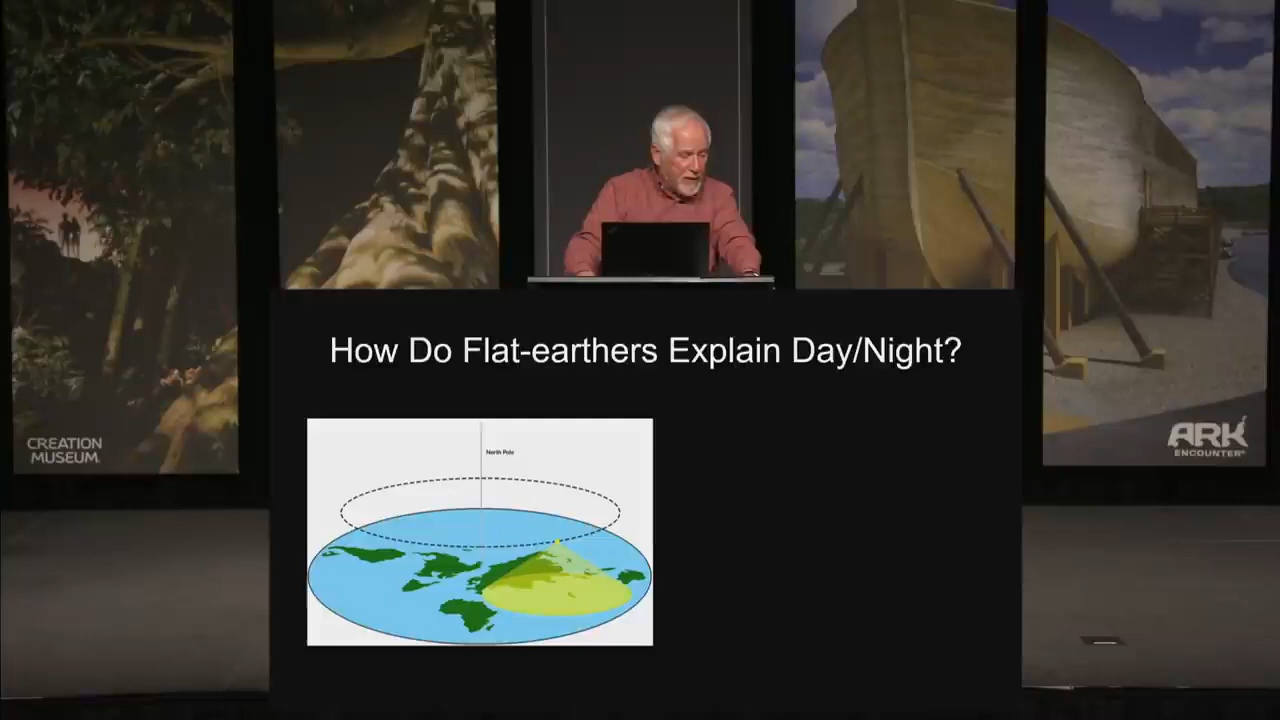 How Do Flat-earthers Explain Day/Night?
North Pole
CREATION
MUSEUM
ARK
ENCOUNTER